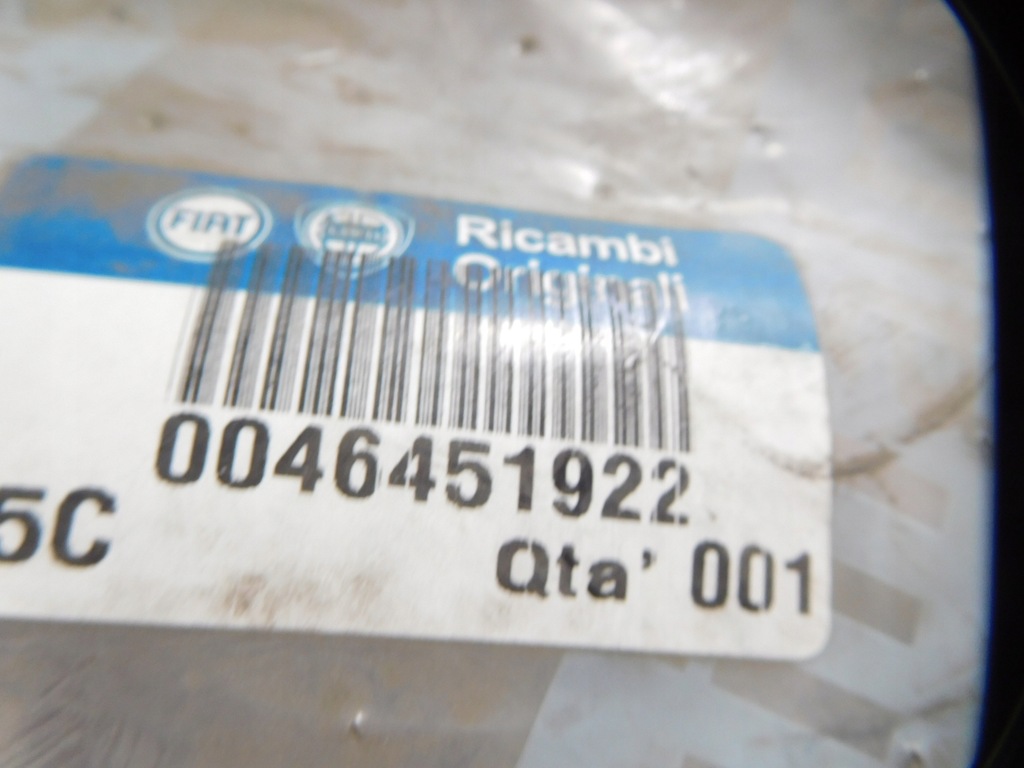 FIAT
Ricambi
Originali
0046451922
5C
Qta' 001